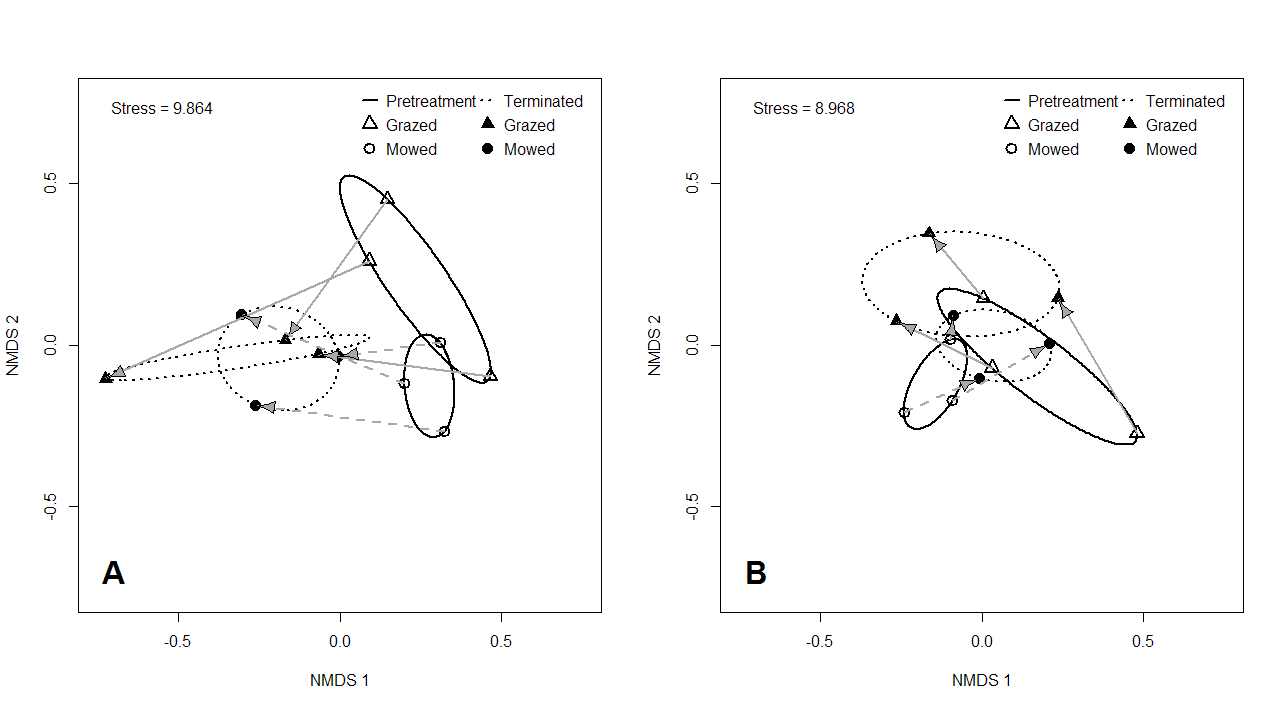 Stress = 9.864
Pretreatment Terminated
Grazed Grazed
Mowed Mowed
0.5
0.0
-0.5
NMDS 2
A
-0.5 0.0 0.5
NMDS 1
Stress = 8.968
Pretreatment Terminated
Grazed Grazed
Mowed Mowed
0.5
0.0
-0.5
NMDS 2
B
-0.5 0.0 0.5
NMDS 1